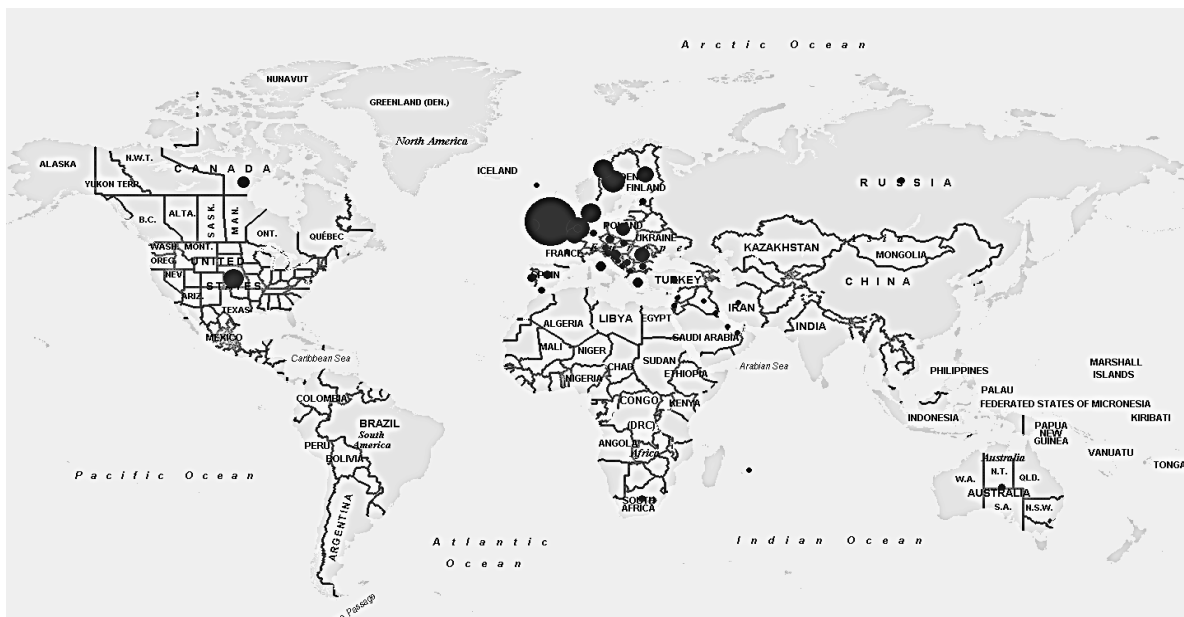 Arctic Ocean
NUNAVUT
GREENLAND (DEN.)
North America
ALASKA
N.W.T.
CANADA
ICELAND
YUKON TERR.
FINLAND
RUSSIA
B.C.
ALTA.
SASK.
MAN.
ONT.
QUÉBEC
POLAND
UKRAINE
WASH.
MONT.
FRANCE
KAZAKHSTAN
MONGOLIA
OREG.
UNITED
NEV.
STATES
SPAIN
TURKEY
CHINA
ARIZ.
TEXAS
IRAN
MEXICO
ALGERIA
LIBYA
EGYPT
INDIA
SAUDI ARABIA
MALI
NIGER
CHAD
SUDAN
Caribbean Sea
Arabian Sea
ETHIOPIA
NIGERIA
PHILIPPINES
MARSHALL
ISLANDS
PALAU
COLOMBIA
CONGO
KENYA
FEDERATED STATES OF MICRONESIA
INDONESIA
KIRIBATI
BRAZIL
(DRC)
PAPUA
NEW
GUINEA
South
America
PERU
ANGOLA
Africa
BOLIVIA
VANUATU
Australia
TONGA
Pacific Ocean
W.A.
N.T.
QLD.
AUSTRALIA
SOUTH
AFRICA
S.A.
N.S.W.
ARGENTINA
Atlantic
Ocean
Indian Ocean
Passage